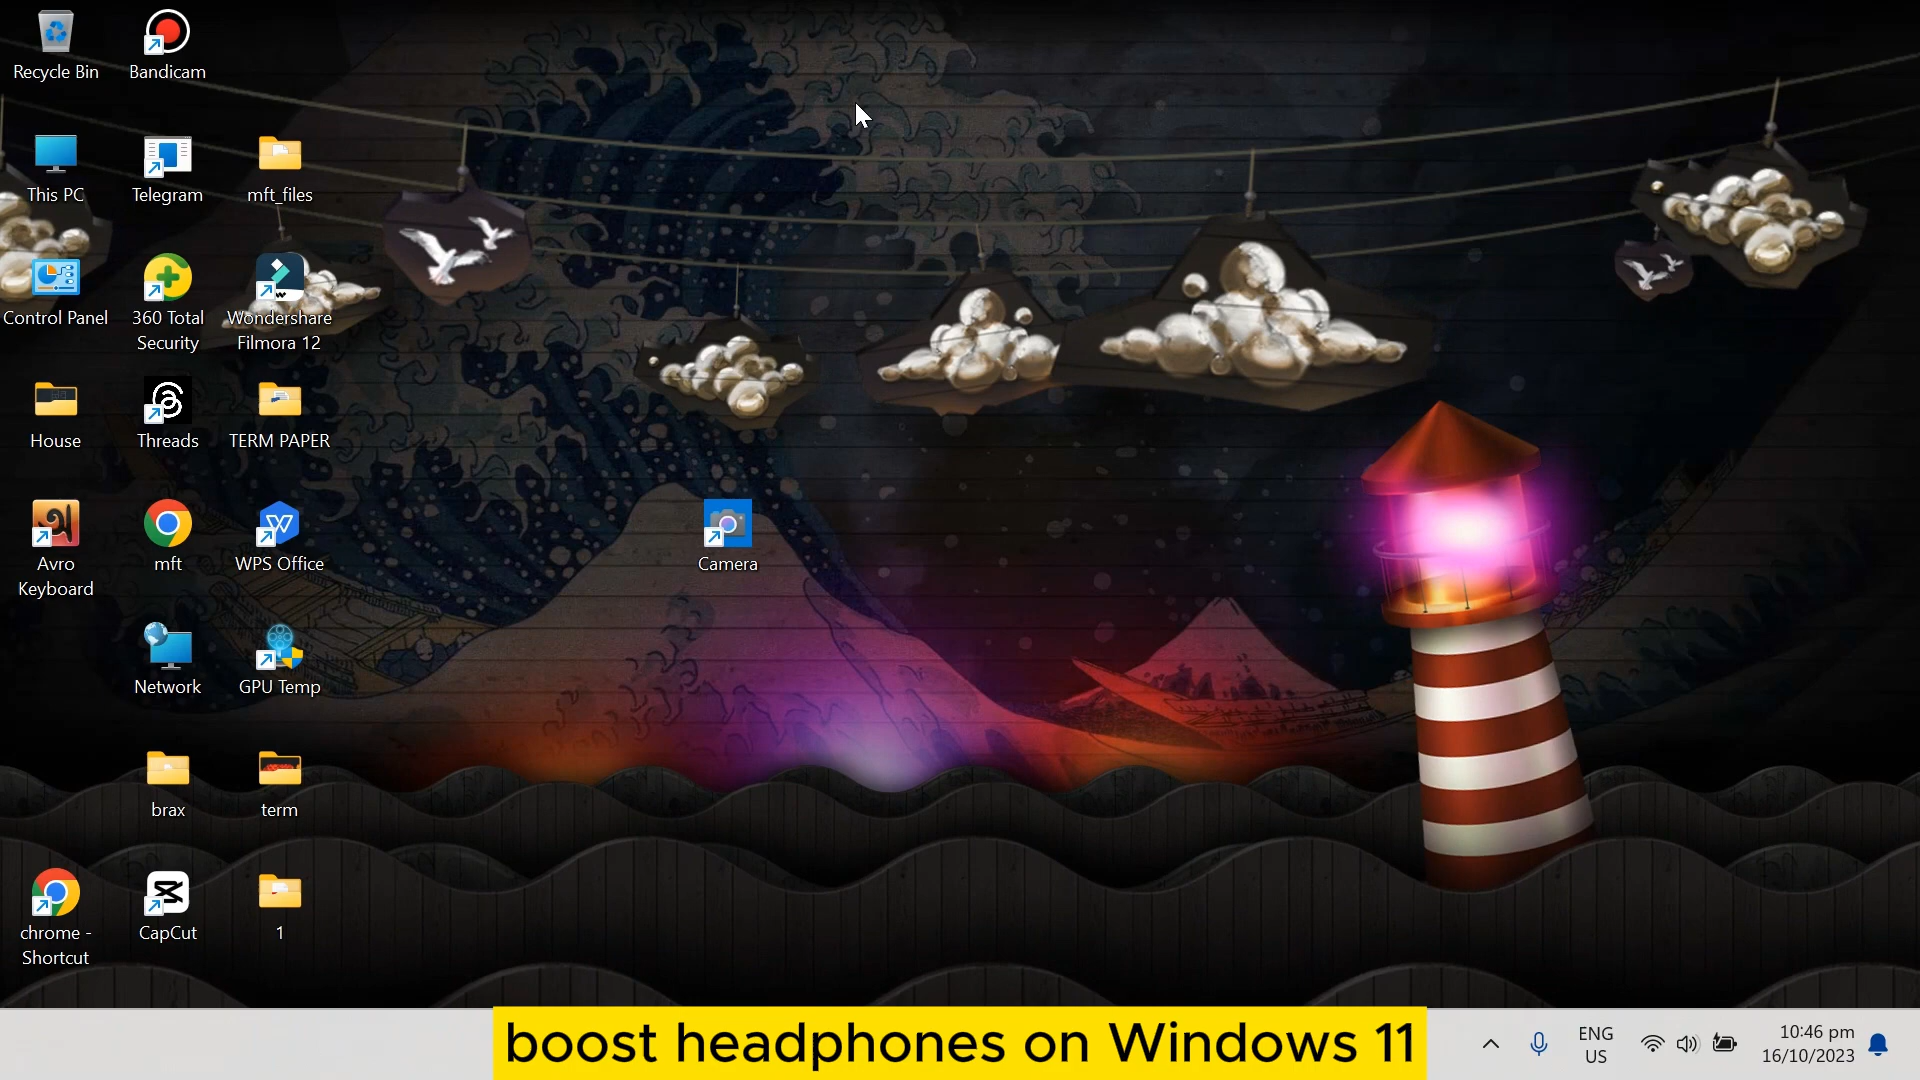 Recycle Bin
Bandicam
This PC
Telegram
mft_files
Control Panel
360 Total
Security
Wondershare
Filmora 12
House
Threads
TERM PAPER
Avro
Keyboard
mft
WPS Office
Camera
Network
GPU Temp
brax
term
chrome -
Shortcut
CapCut
1
boost headphones on Windows 11
ENG
US
10:46 pm
16/10/2023